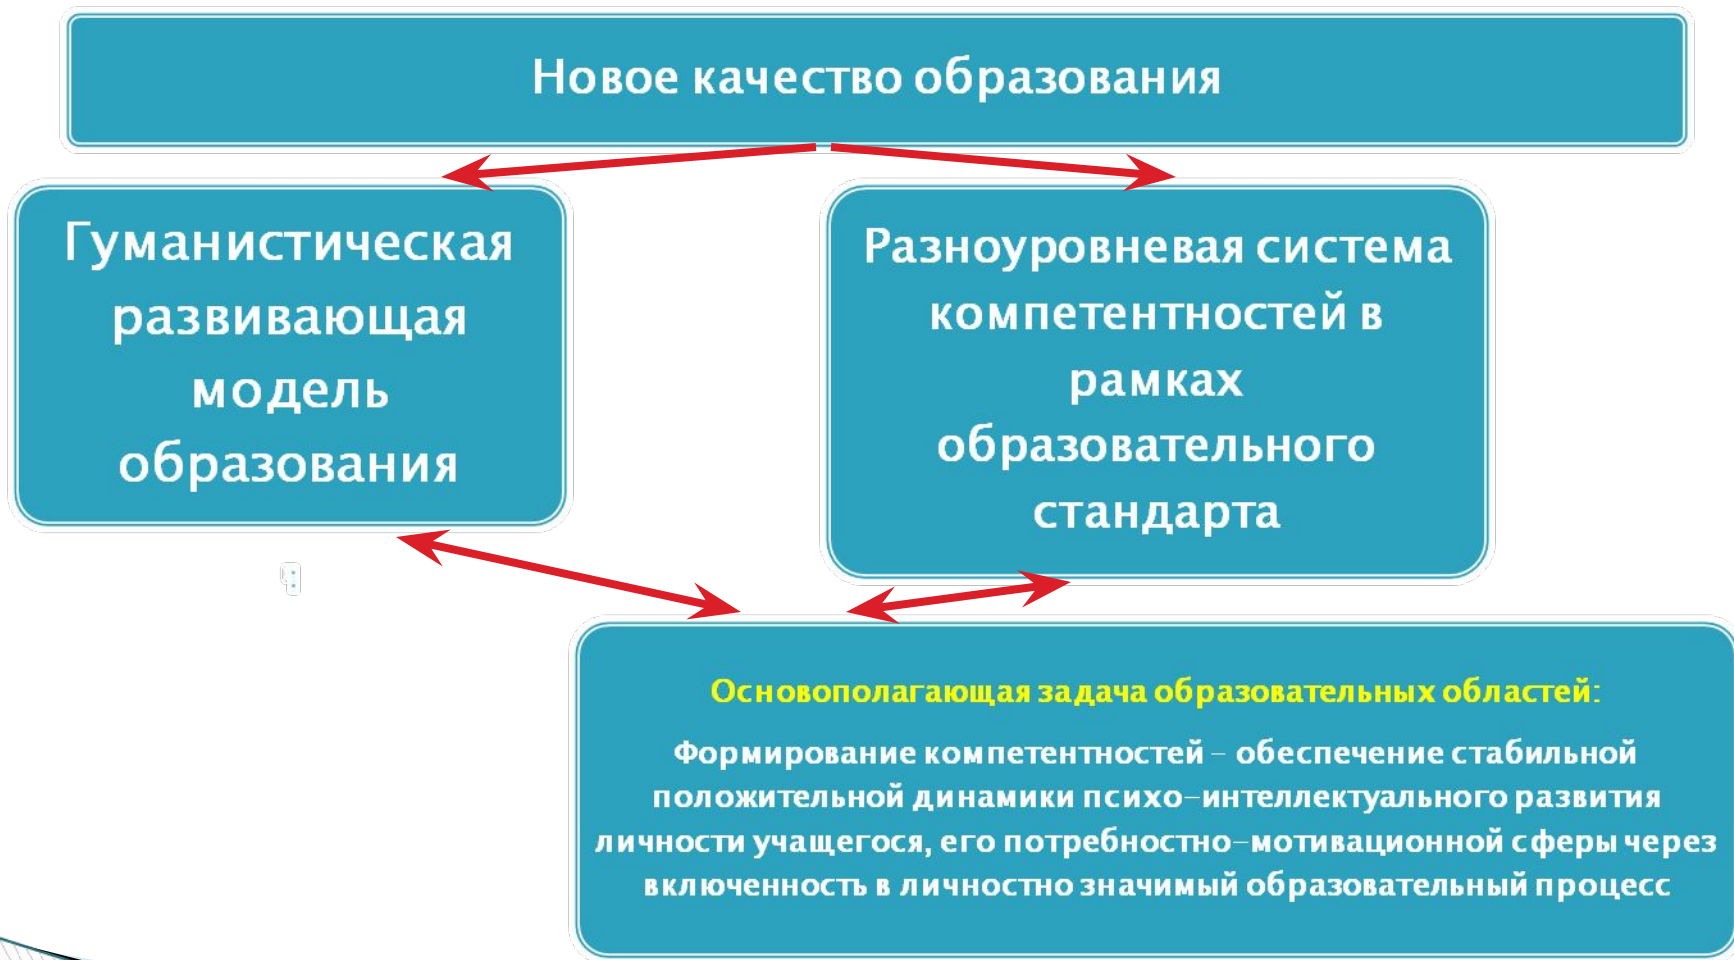 Новое качество образования
Гуманистическая
развивающая
модель
образования
Разноуровневая система
компетентностей в
рамках
образовательного
стандарта
Основополагающая задача образовательных областей:
Формирование компетентностей – обеспечение стабильной
положительной динамики психо–интеллектуального развития
личности учащегося, его потребностно–мотивационной сферы через
включенность в личностно значимый образовательный процесс